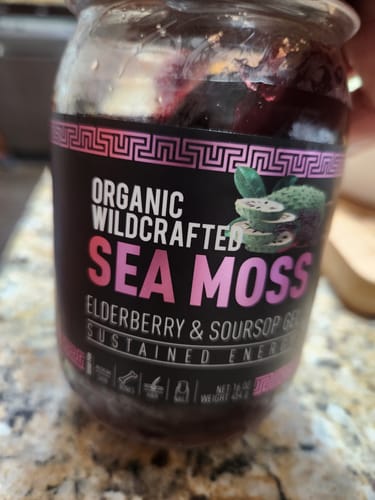 ORGANIC
WILDCRAFTED
SEA MOSS
ELDERBERRY & SOURSOP GEL
SUSTAINED ENERGY
NET 16 OZ
WEIGHT 454 G